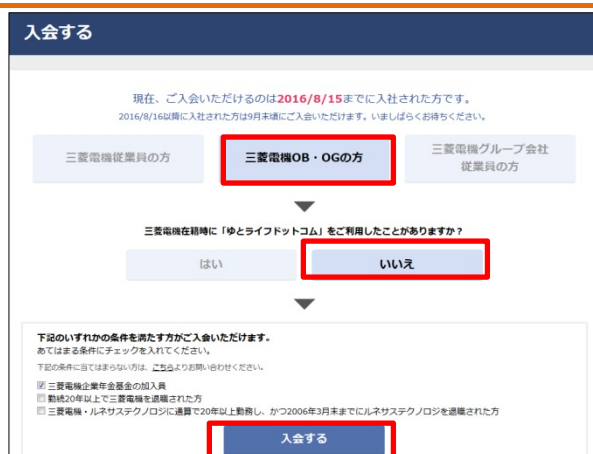 入会する
現在、ご入会いただけるのは2016/8/15までに入社された方です。
2016/8/16以降に入社された方は9月末頃にご入会いただけます。いましばらくお待ちください。
三菱電機従業員の方
三菱電機OB・OGの方
三菱電機グループ会社
従業員の方
三菱電機在籍時に「ゆとライフドットコム」をご利用したことがありますか？
はい
いいえ
下記のいずれかの条件を満たす方がご入会いただけます。
あてはまる条件にチェックを入れてください。
下記の条件に当てはまらない方は、こちらよりお問い合わせください。
三菱電機企業年金基金の加入員
勤続20年以上で三菱電機を退職された方
三菱電機・ルネサステクノロジに通算で20年以上勤務し、かつ2006年3月末までにルネサステクノロジを退職された方
入会する